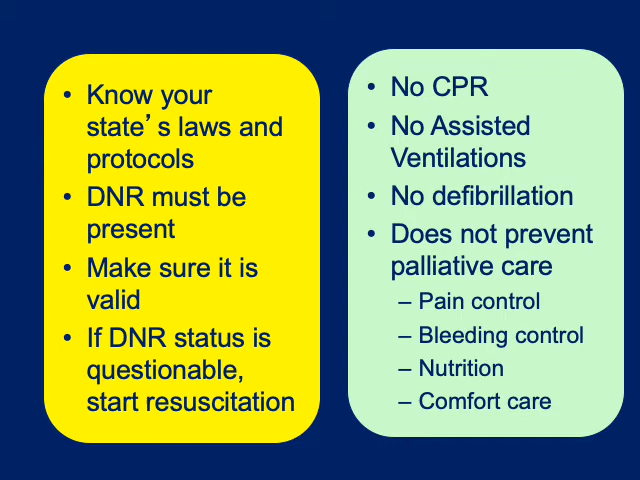 • Know your
state’s laws and
protocols
• DNR must be
present
• Make sure it is
valid
• If DNR status is
questionable,
start resuscitation
• No CPR
• No Assisted
Ventilations
• No defibrillation
• Does not prevent
palliative care
– Pain control
– Bleeding control
– Nutrition
– Comfort care